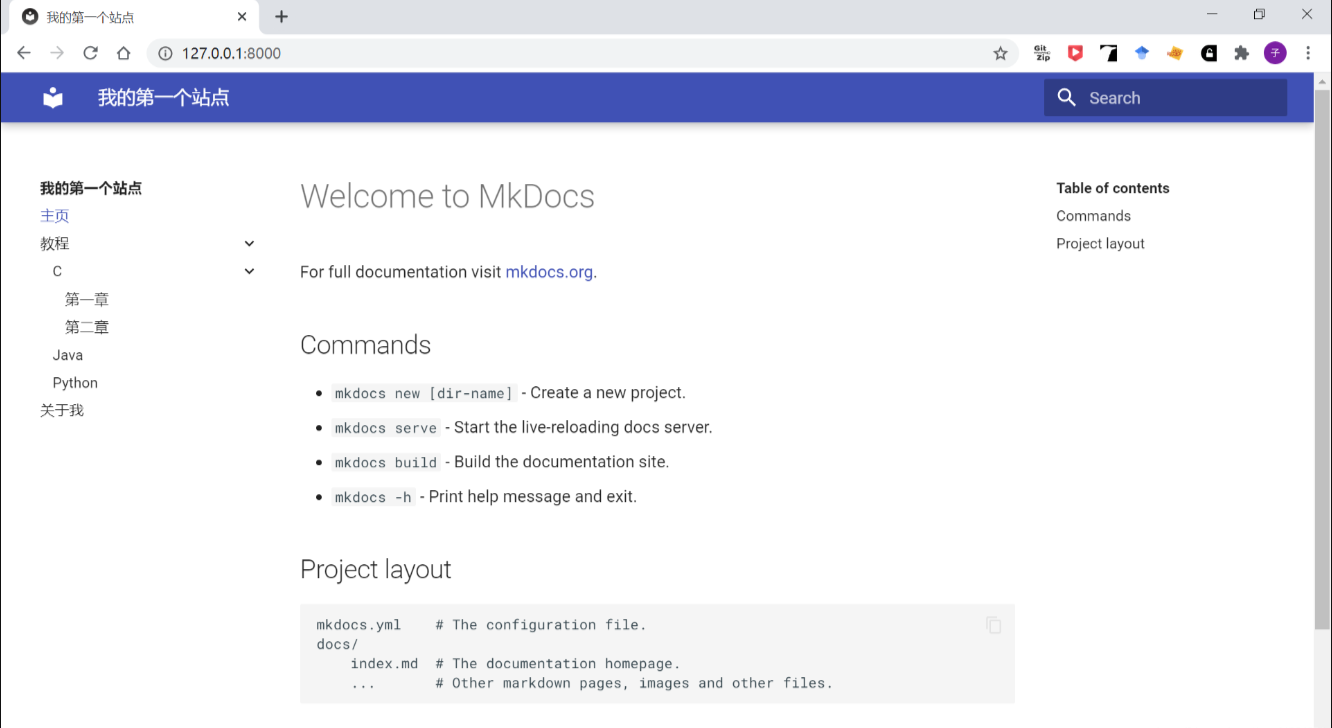 我的第一个站点
127.0.0.1:8000
Git
Zip
子
我的第一个站点
Search
我的第一个站点
主页
教程
C
第一章
第二章
Java
Python
关于我
Welcome to MkDocs
For full documentation visit mkdocs.org.
Commands
mkdocs new [dir-name] - Create a new project.
mkdocs serve - Start the live-reloading docs server.
mkdocs build - Build the documentation site.
mkdocs -h - Print help message and exit.
Project layout
mkdocs.yml    # The configuration file.
docs/
    index.md  # The documentation homepage.
    ...       # Other markdown pages, images and other files.
Table of contents
Commands
Project layout